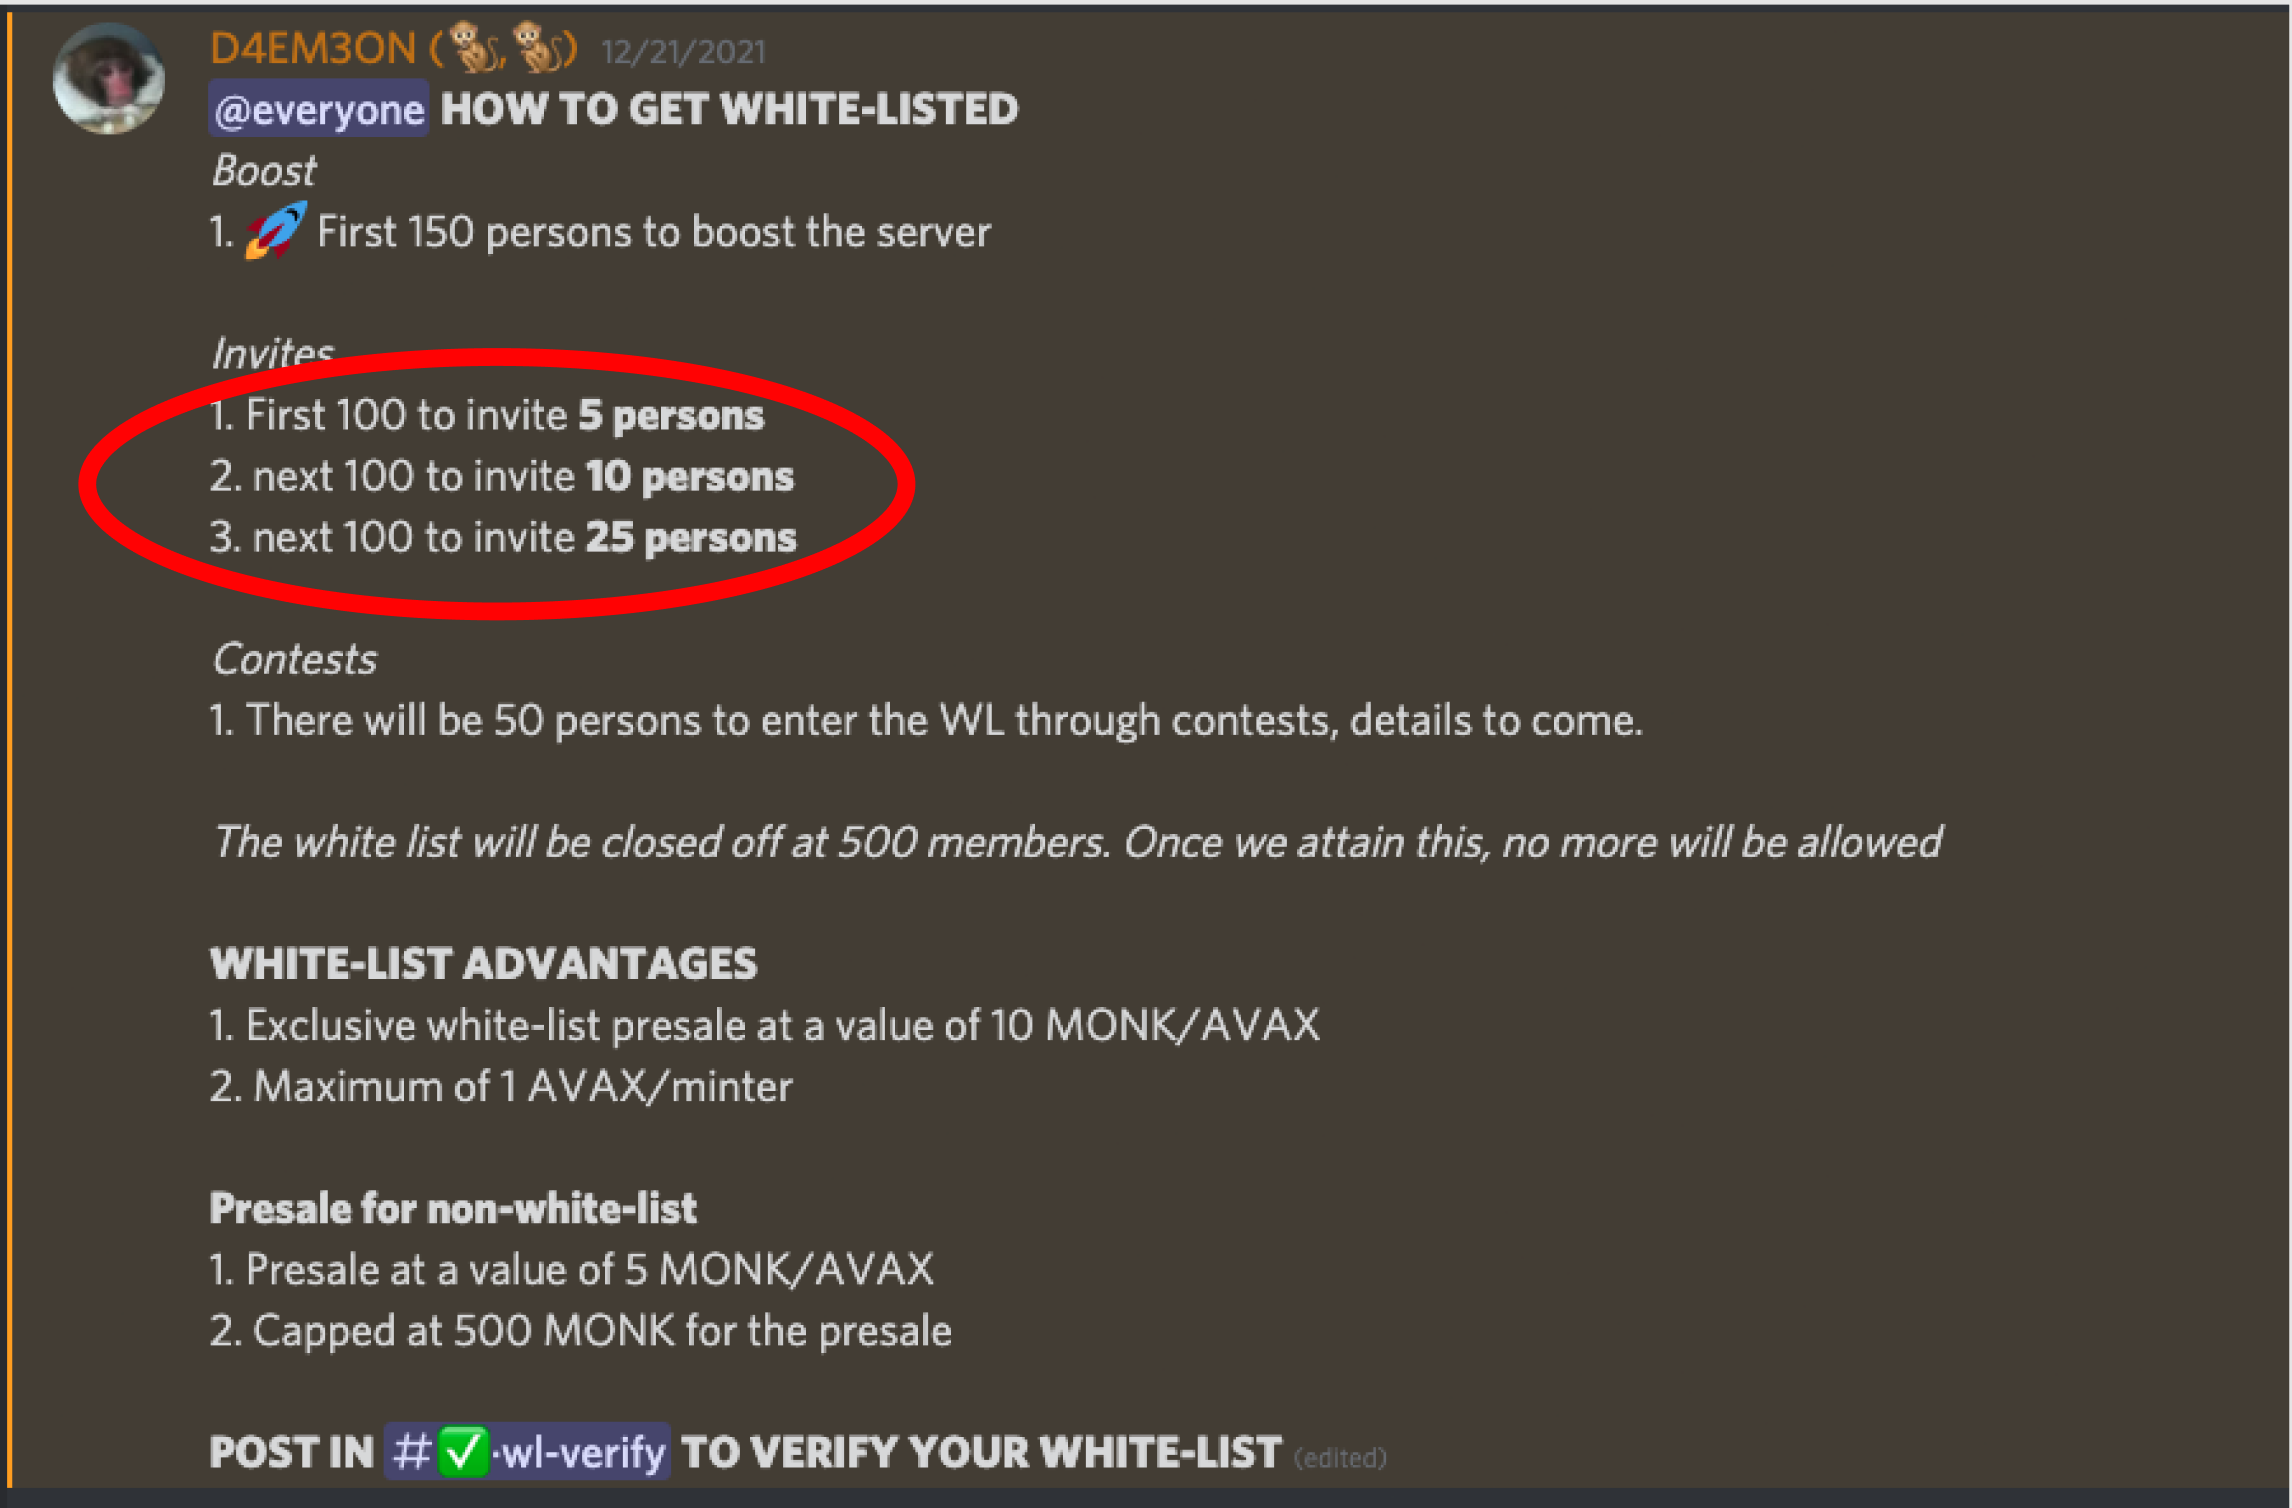 D4EM3ON (🐒,🐒) 12/21/2021
@everyone HOW TO GET WHITE-LISTED
Boost
1. 🚀 First 150 persons to boost the server
Invites
1. First 100 to invite 5 persons
2. next 100 to invite 10 persons
3. next 100 to invite 25 persons
Contests
1. There will be 50 persons to enter the WL through contests, details to come.
The white list will be closed off at 500 members. Once we attain this, no more will be allowed
WHITE-LIST ADVANTAGES
1. Exclusive white-list presale at a value of 10 MONK/AVAX
2. Maximum of 1 AVAX/minter
Presale for non-white-list
1. Presale at a value of 5 MONK/AVAX
2. Capped at 500 MONK for the presale
POST IN #✅·wl-verify TO VERIFY YOUR WHITE-LIST (edited)